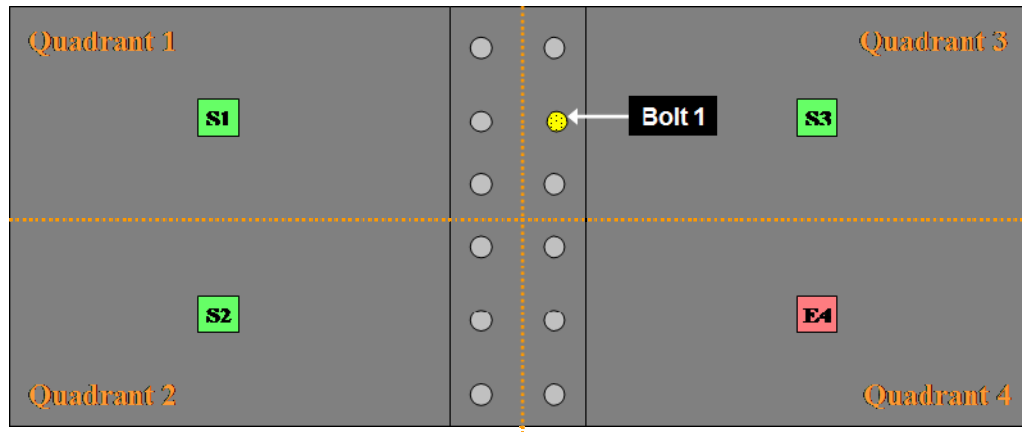 Quadrant 1
Quadrant 3
S1
Bolt 1
S3
S2
E4
Quadrant 2
Quadrant 4